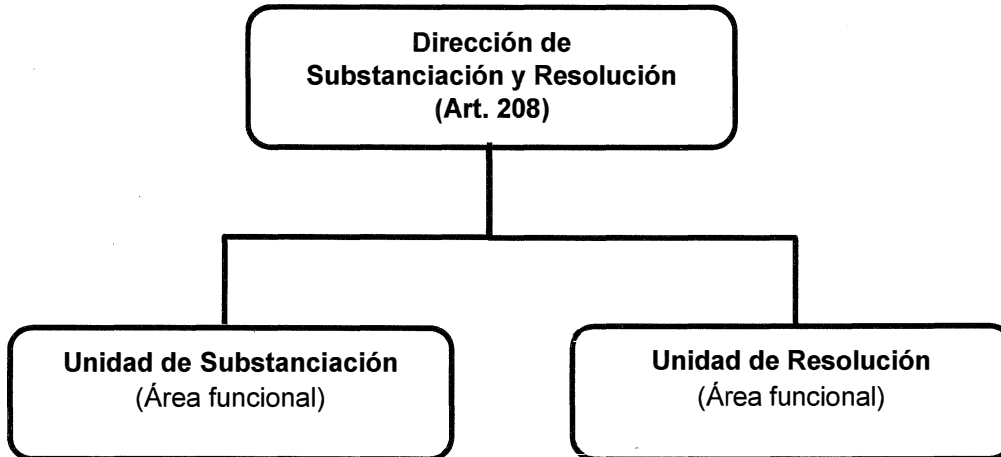 Dirección de
Substanciación y Resolución
(Art. 208)
Unidad de Substanciación
(Área funcional)
Unidad de Resolución
(Área funcional)